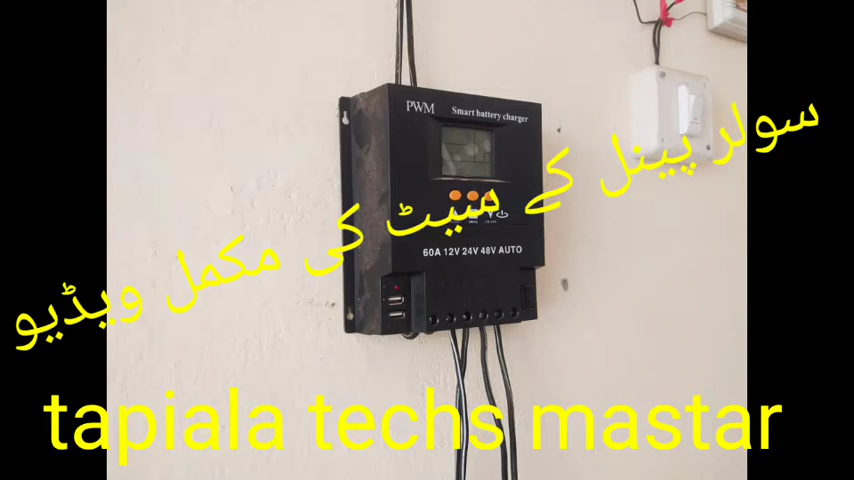 PWM Smart battery charger
60A 12V 24V 48V AUTO
سولر پینل کے سیٹ کی مکمل ویڈیو
tapiala techs mastar